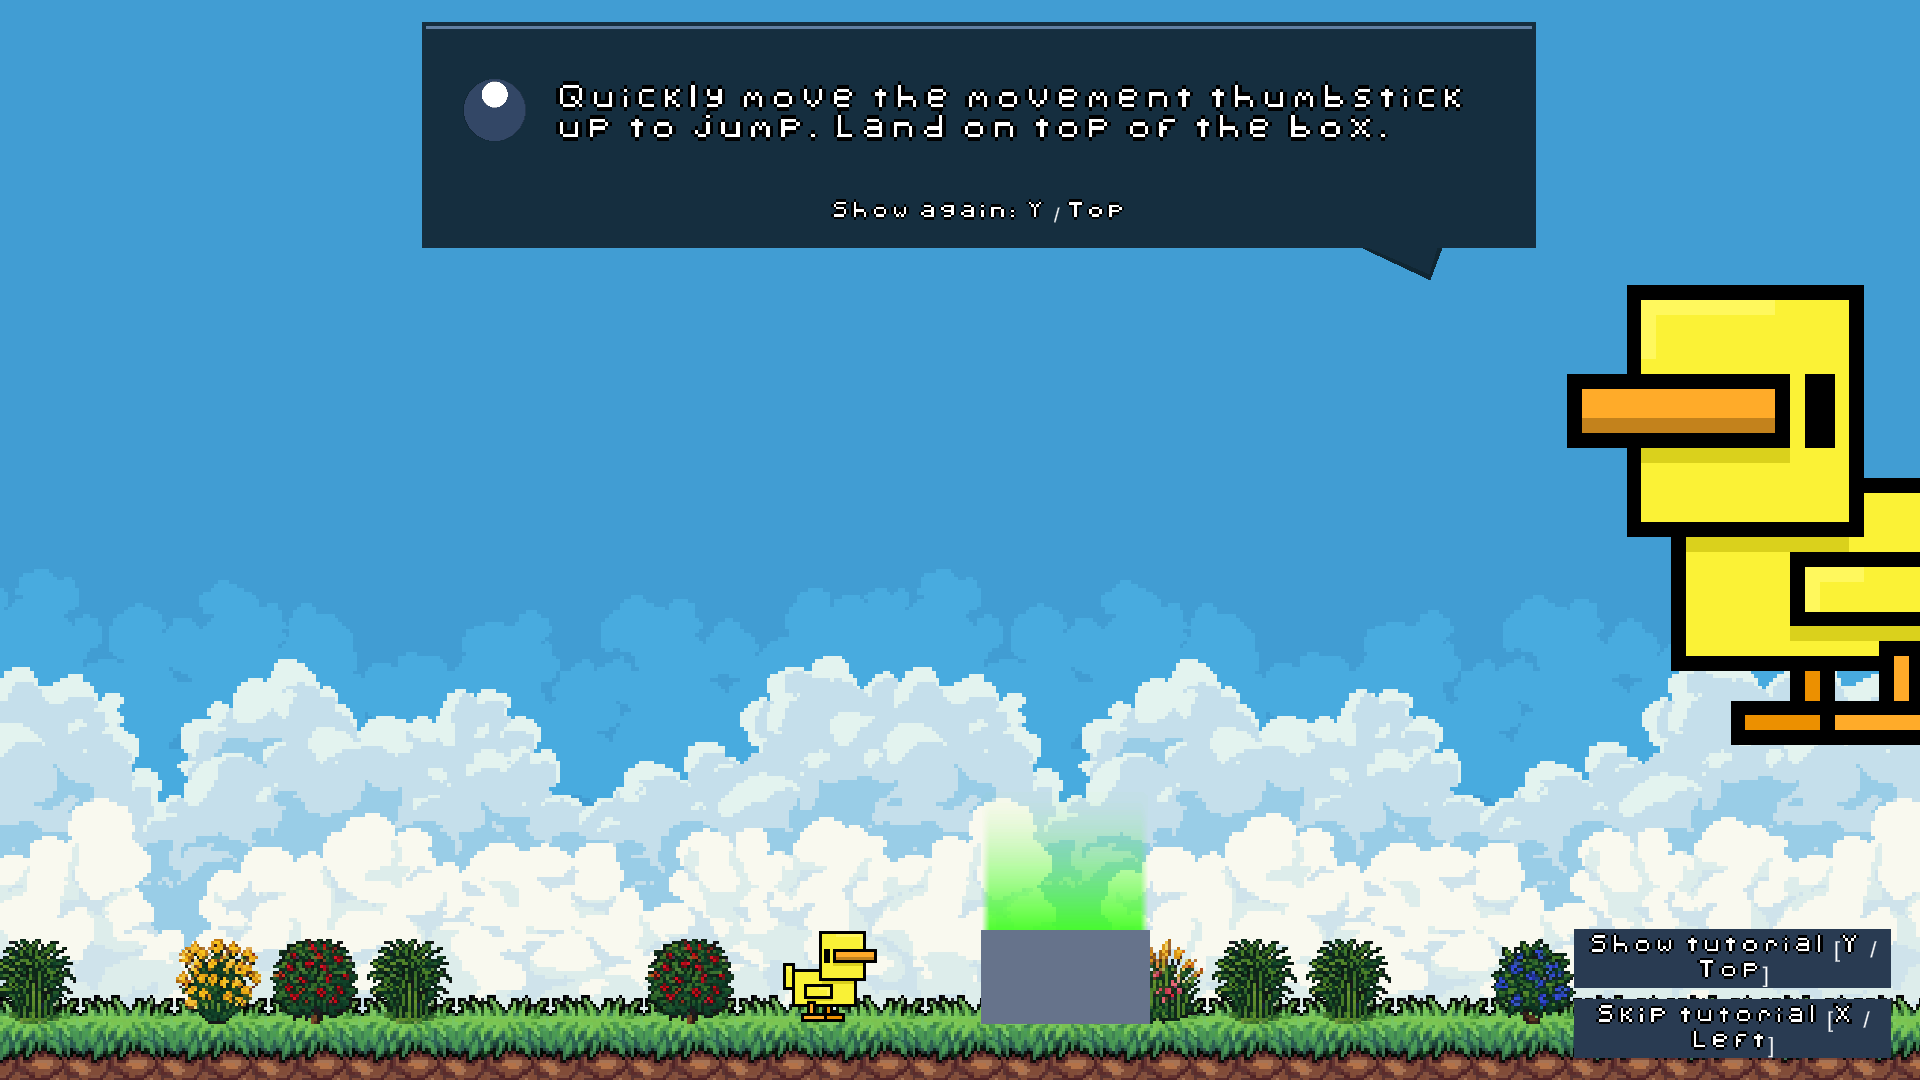 Quickly move the movement thumbstick
up to jump. Land on top of the box.
Show again: Y / Top
Show tutorial [Y /
Top]
Skip tutorial [X /
Left]